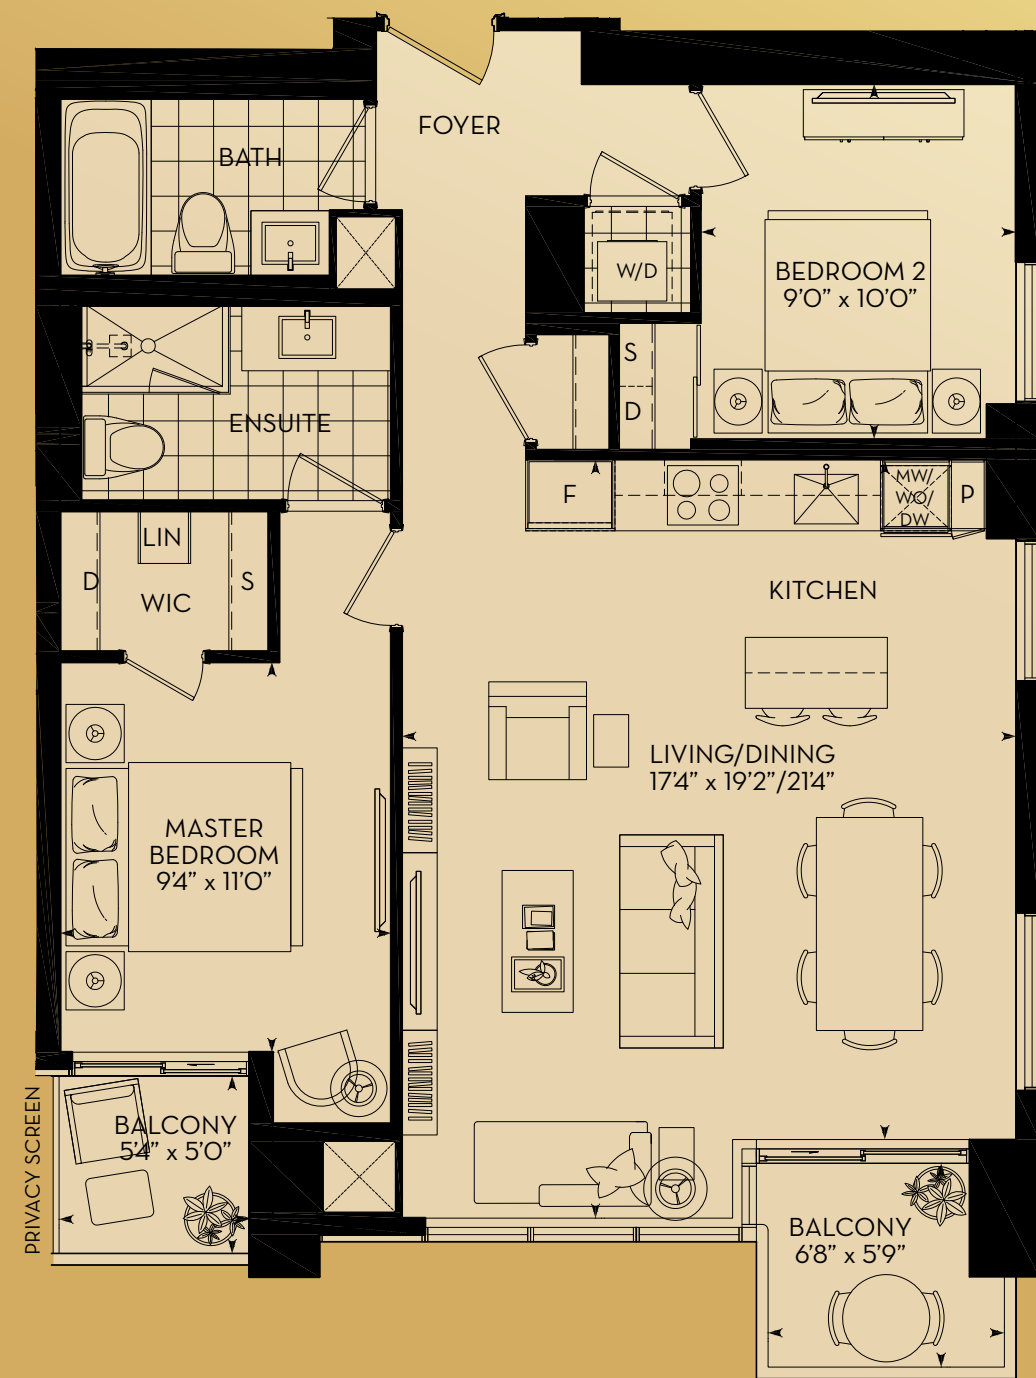 FOYER
BATH
W/D
BEDROOM 2
9'0" x 10'0"
S
D
ENSUITE
F
MW/
WO/
DW
P
LIN
D
S
WIC
KITCHEN
LIVING/DINING
17'4" x 19'2"/21'4"
MASTER
BEDROOM
9'4" x 11'0"
PRIVACY SCREEN
BALCONY
5'4" x 5'0"
BALCONY
6'8" x 5'9"